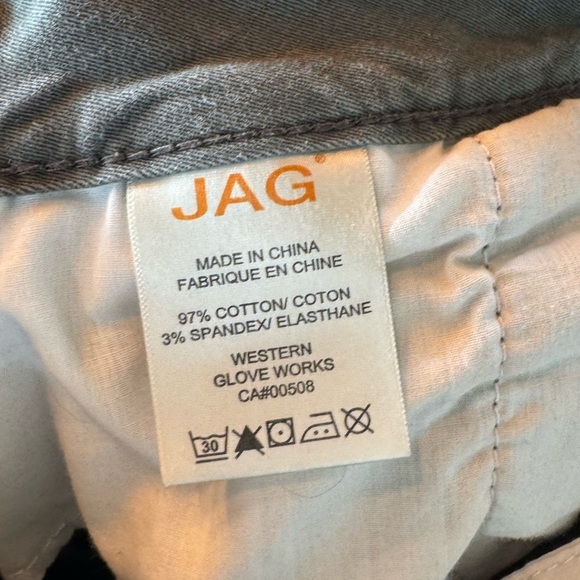 JAG®
MADE IN CHINA
FABRIQUE EN CHINE
97% COTTON/ COTON
3% SPANDEX/ ELASTHANE
WESTERN
GLOVE WORKS
CA#00508
30